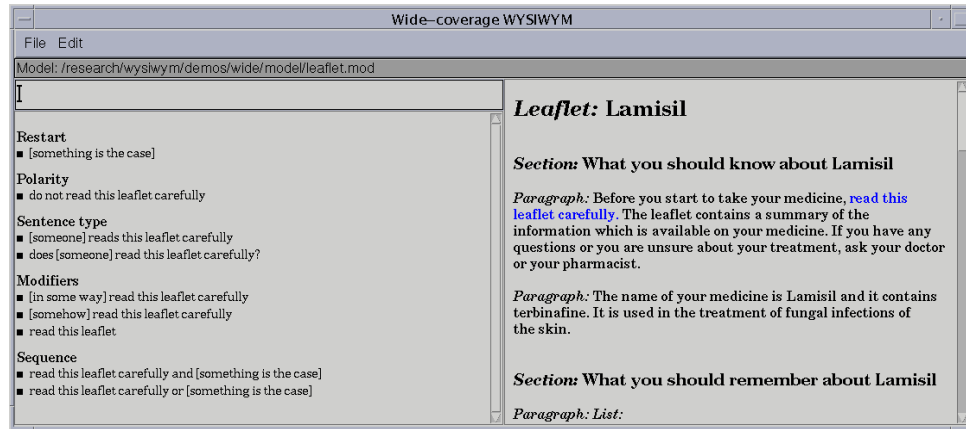 Wide-coverage WYSIWYM
File Edit
Model: /research/wysiwym/demos/wide/model/leaflet.mod
Restart
▪ [something is the case]
Polarity
▪ do not read this leaflet carefully
Sentence type
▪ [someone] reads this leaflet carefully
▪ does [someone] read this leaflet carefully?
Modifiers
▪ [in some way] read this leaflet carefully
▪ [somehow] read this leaflet carefully
▪ read this leaflet
Sequence
▪ read this leaflet carefully and [something is the case]
▪ read this leaflet carefully or [something is the case]
Leaflet: Lamisil
Section: What you should know about Lamisil
Paragraph: Before you start to take your medicine, read this
leaflet carefully. The leaflet contains a summary of the
information which is available on your medicine. If you have any
questions or you are unsure about your treatment, ask your doctor
or your pharmacist.
Paragraph: The name of your medicine is Lamisil and it contains
terbinafine. It is used in the treatment of fungal infections of
the skin.
Section: What you should remember about Lamisil
Paragraph: List: